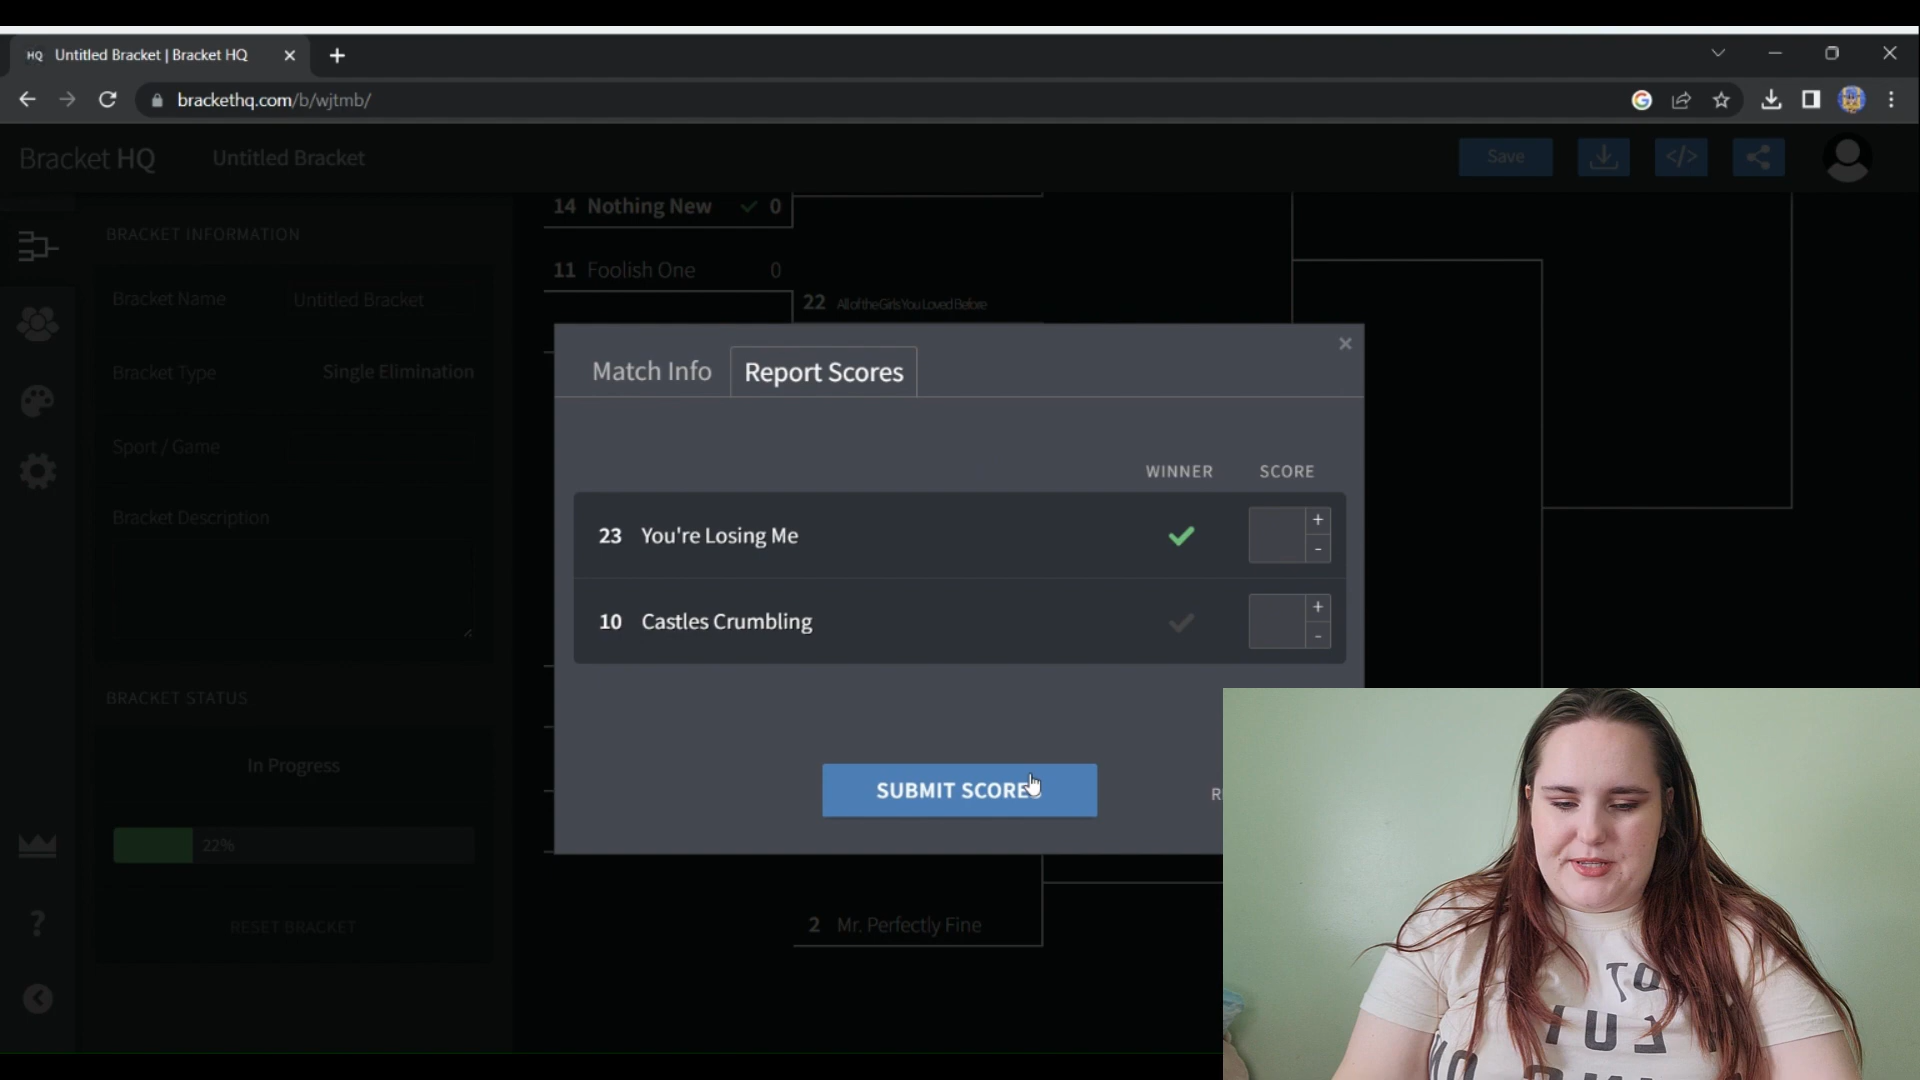 HQ Untitled Bracket | Bracket HQ
brackethq.com/b/wjtmb/
Bracket HQ
Untitled Bracket
Save
</>
BRACKET INFORMATION
Bracket Name
Untitled Bracket
Bracket Type
Single Elimination
Sport / Game
Bracket Description
BRACKET STATUS
In Progress
22%
RESET BRACKET
?
14 Nothing New 0
11 Foolish One 0
22 All of the Girls You Loved Before
Match Info
Report Scores
WINNER SCORE
23 You're Losing Me
+
-
10 Castles Crumbling
+
-
SUBMIT SCORES
2 Mr. Perfectly Fine